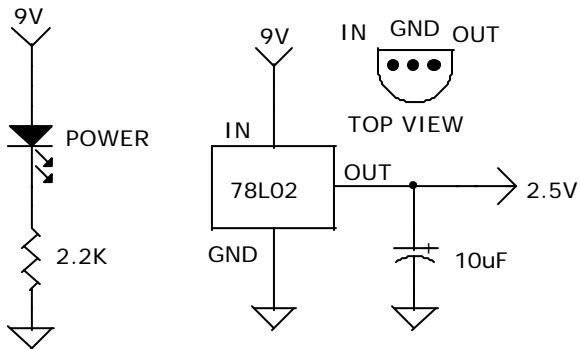 9V
POWER
2.2K
9V
IN
78L02
OUT
GND
2.5V
10uF
+
IN GND OUT
TOP VIEW